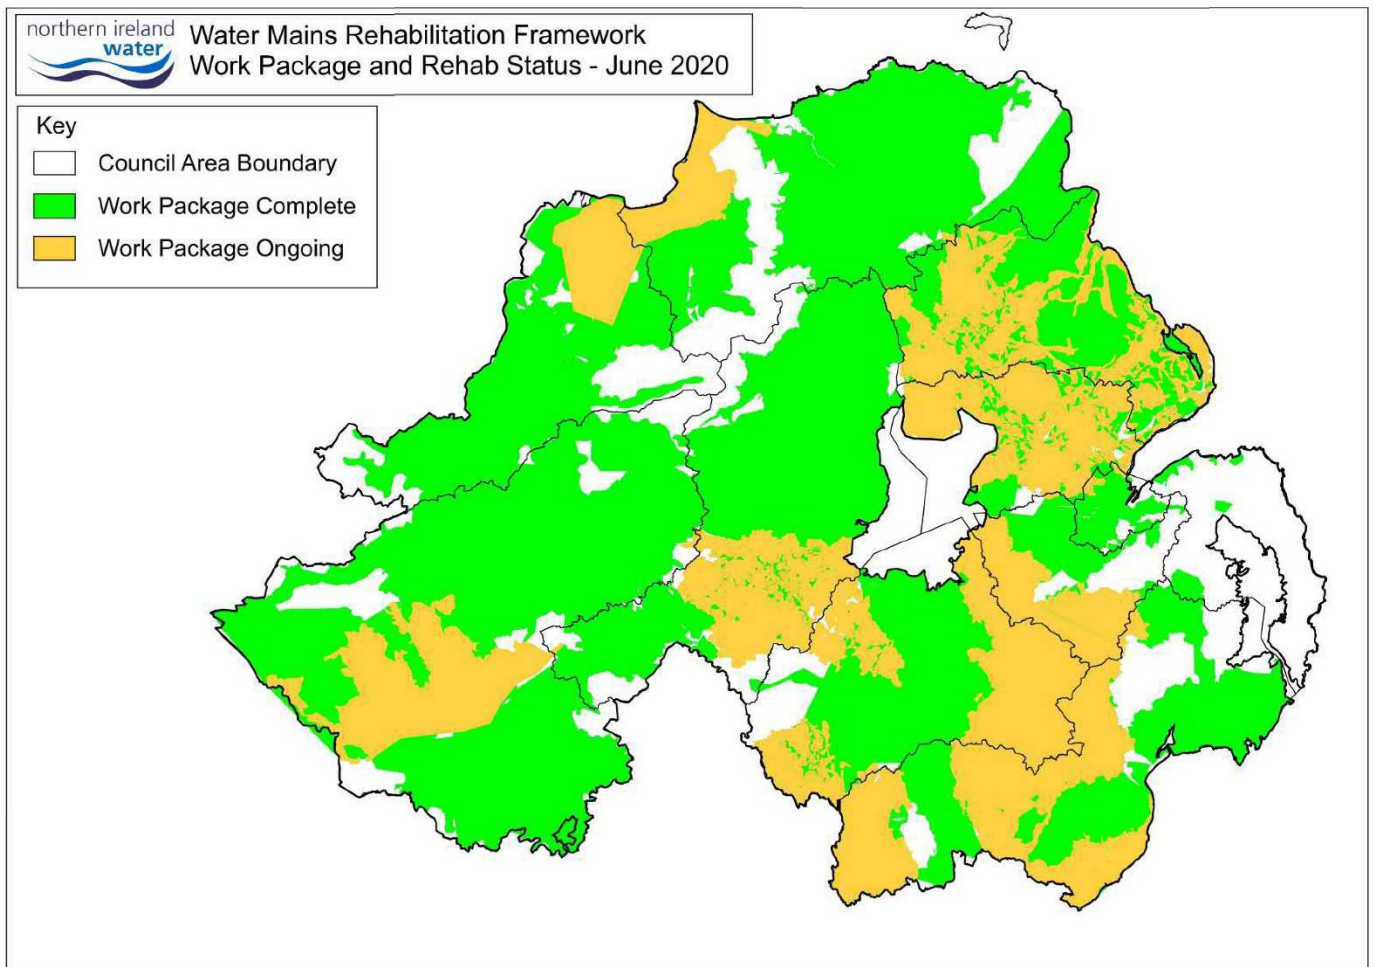 northern ireland
water
Water Mains Rehabilitation Framework
Work Package and Rehab Status - June 2020
Key
Council Area Boundary
Work Package Complete
Work Package Ongoing